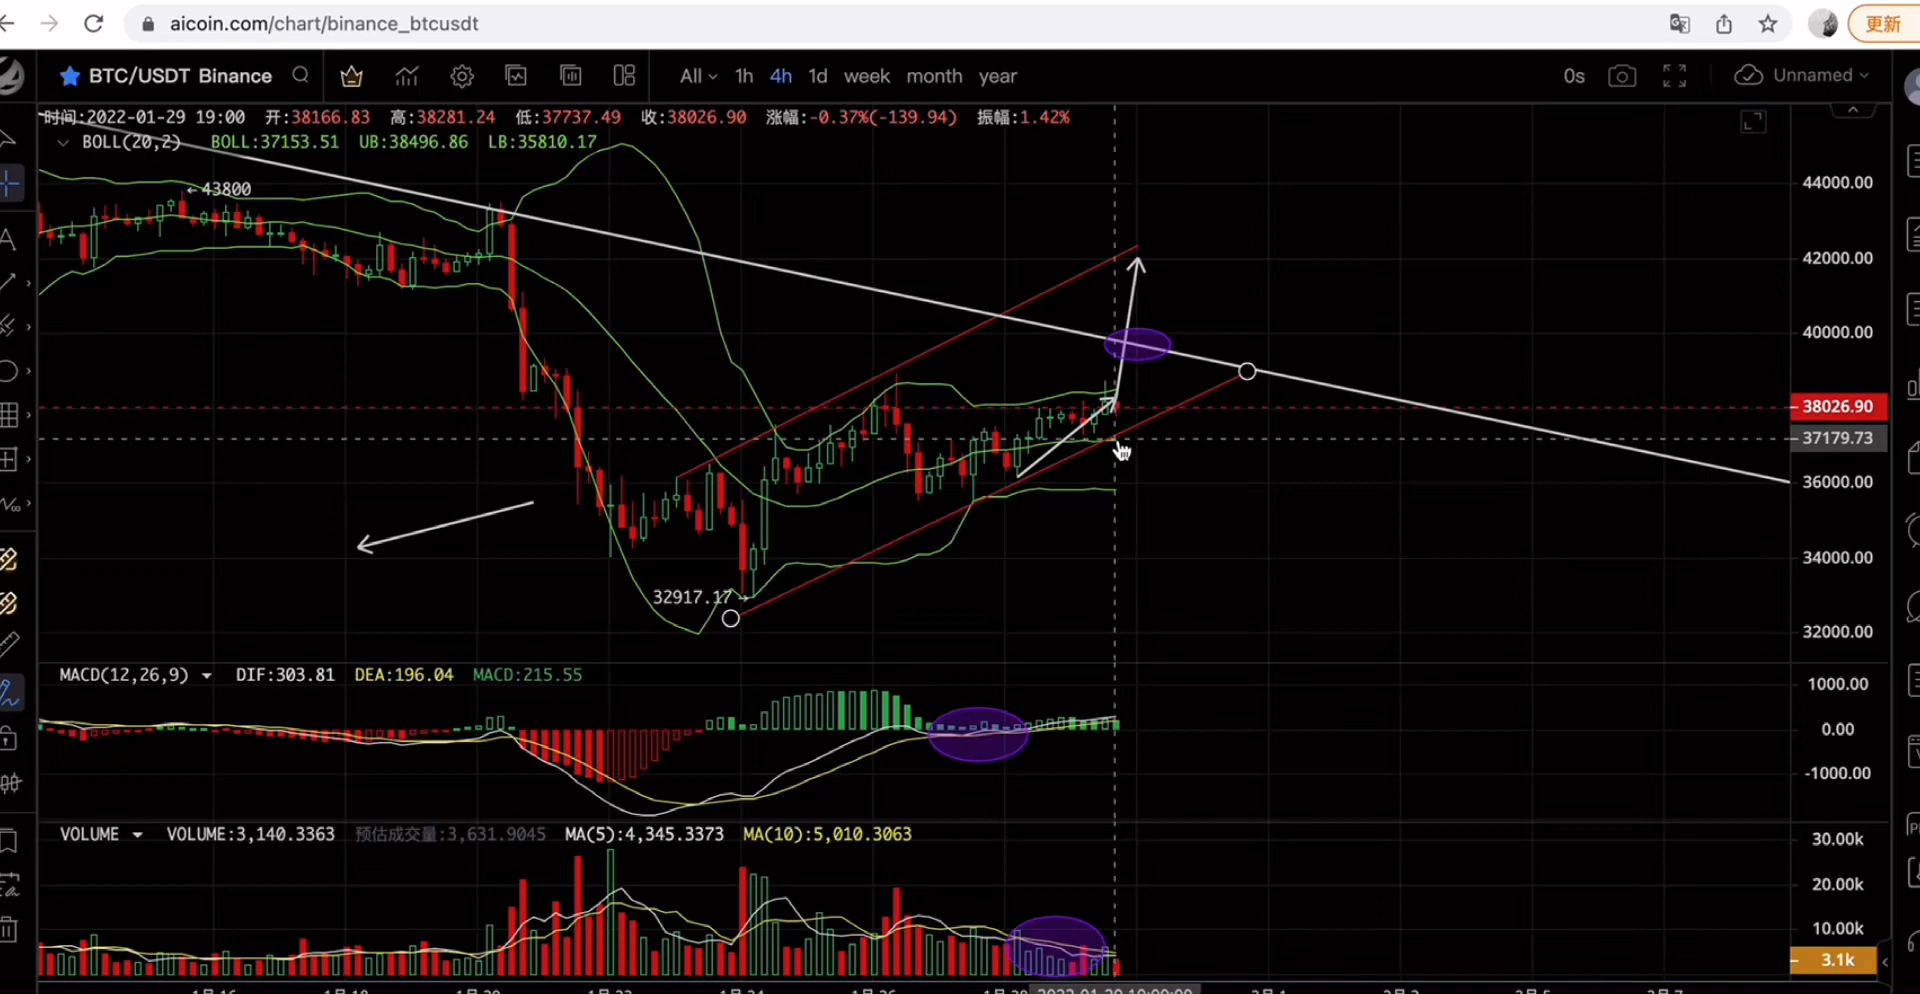 aicoin.com/chart/binance_btcusdt 更新
BTC/USDT Binance All 1h 4h 1d week month year 0s Unnamed
时间:2022-01-29 19:00 开:38166.83 高:38281.24 低:37737.49 收:38026.90 涨幅:-0.37%(-139.94) 振幅:1.42%
BOLL(20,2) BOLL:37153.51 UB:38496.86 LB:35810.17
←43800
44000.00
42000.00
40000.00
38026.90
37179.73
36000.00
34000.00
32917.17→
32000.00
MACD(12,26,9) DIF:303.81 DEA:196.04 MACD:215.55
1000.00
0.00
-1000.00
VOLUME VOLUME:3,140.3363 预估成交量:3,631.9045 MA(5):4,345.3373 MA(10):5,010.3063
30.00k
20.00k
10.00k
3.1k